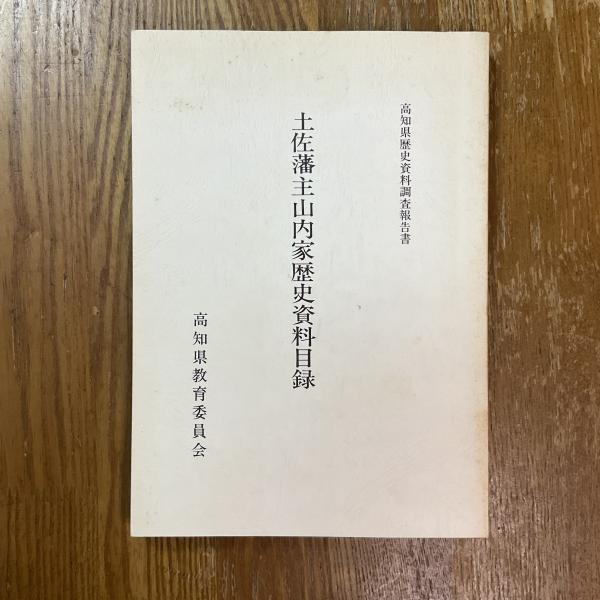 高知県歴史資料調査報告書
土佐藩主山内家歴史資料目録
高知県教育委員会